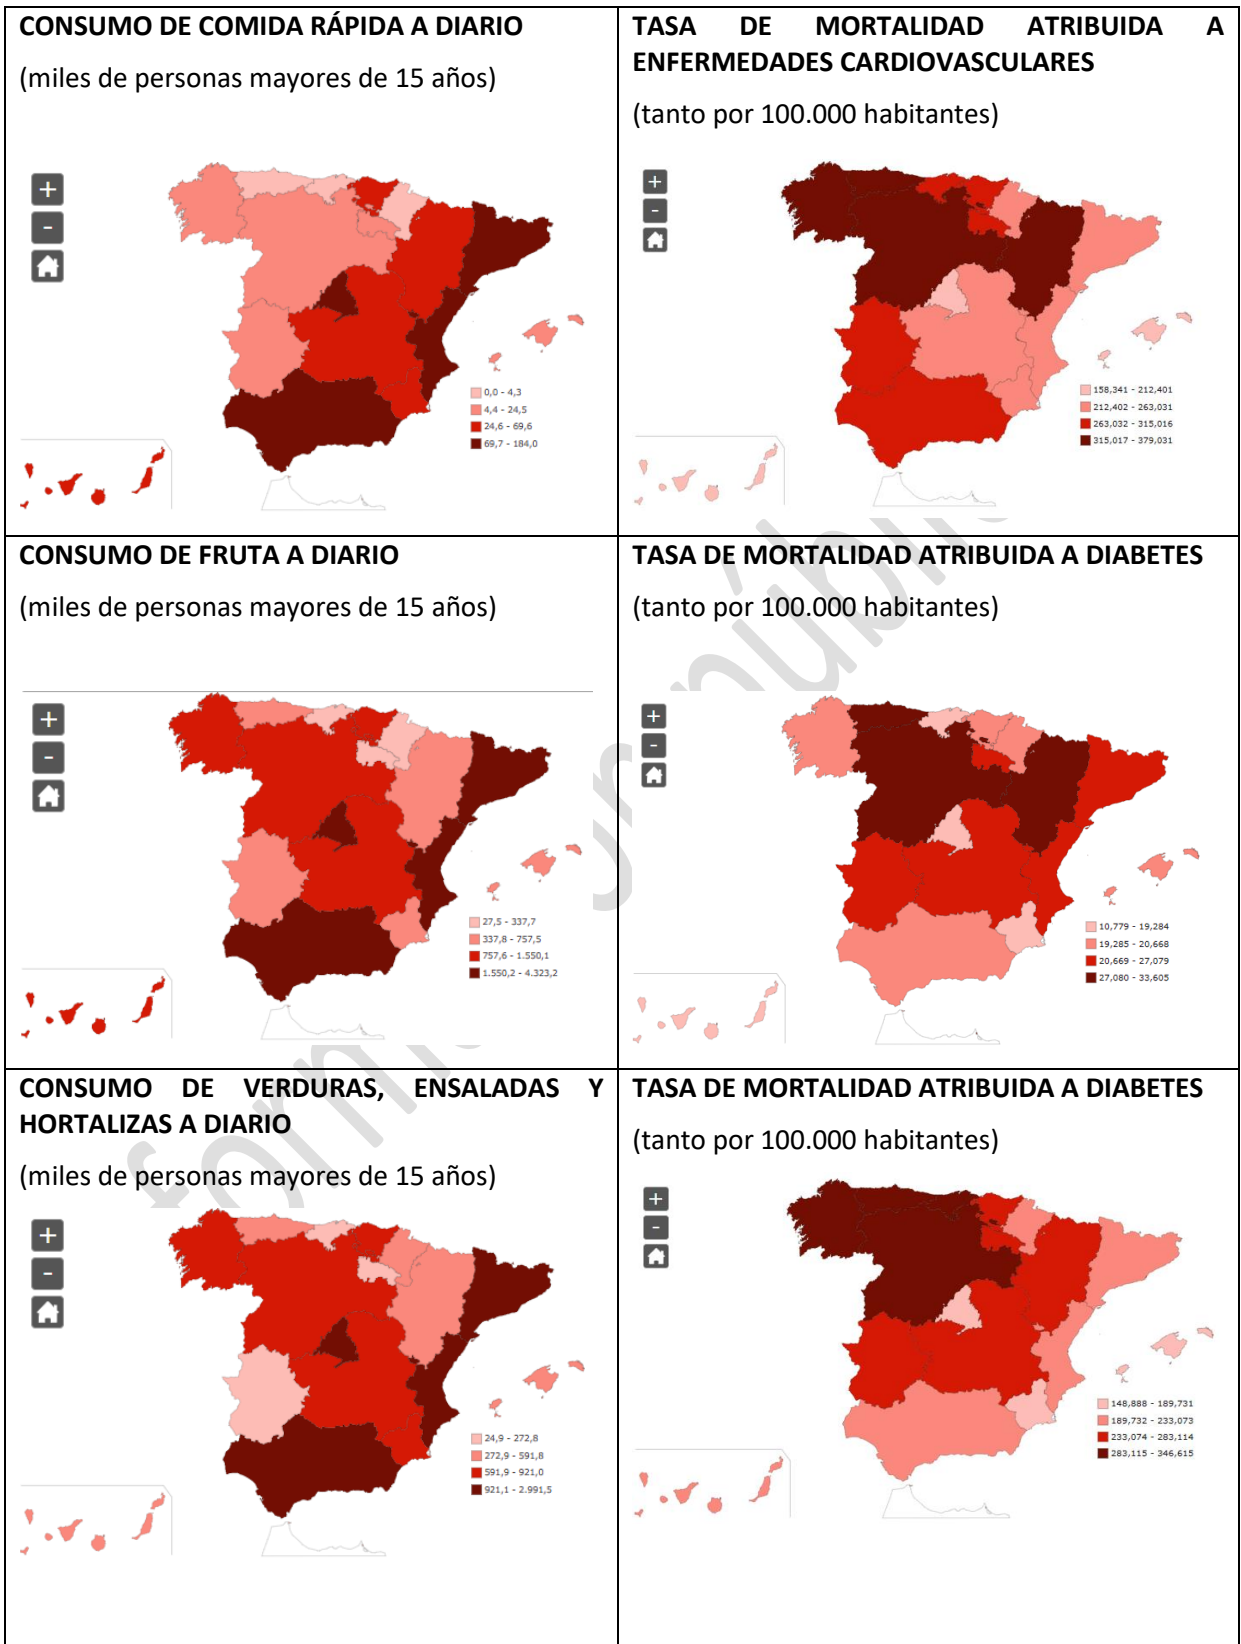 CONSUMO DE COMIDA RÁPIDA A DIARIO
(miles de personas mayores de 15 años)
+
-
0,0 - 4,3
4,4 - 24,5
24,6 - 69,6
69,7 - 184,0
TASA DE MORTALIDAD ATRIBUIDA A
ENFERMEDADES CARDIOVASCULARES
(tanto por 100.000 habitantes)
+
-
158,341 - 212,401
212,402 - 263,031
263,032 - 315,016
315,017 - 379,031
CONSUMO DE FRUTA A DIARIO
(miles de personas mayores de 15 años)
+
-
27,5 - 337,7
337,8 - 757,5
757,6 - 1.550,1
1.550,2 - 4.323,2
TASA DE MORTALIDAD ATRIBUIDA A DIABETES
(tanto por 100.000 habitantes)
+
-
10,779 - 19,284
19,285 - 20,668
20,669 - 27,079
27,080 - 33,605
CONSUMO DE VERDURAS, ENSALADAS Y
HORTALIZAS A DIARIO
(miles de personas mayores de 15 años)
+
-
24,9 - 272,8
272,9 - 591,8
591,9 - 921,0
921,1 - 2.991,5
TASA DE MORTALIDAD ATRIBUIDA A DIABETES
(tanto por 100.000 habitantes)
+
-
148,888 - 189,731
189,732 - 233,073
233,074 - 283,114
283,115 - 346,615